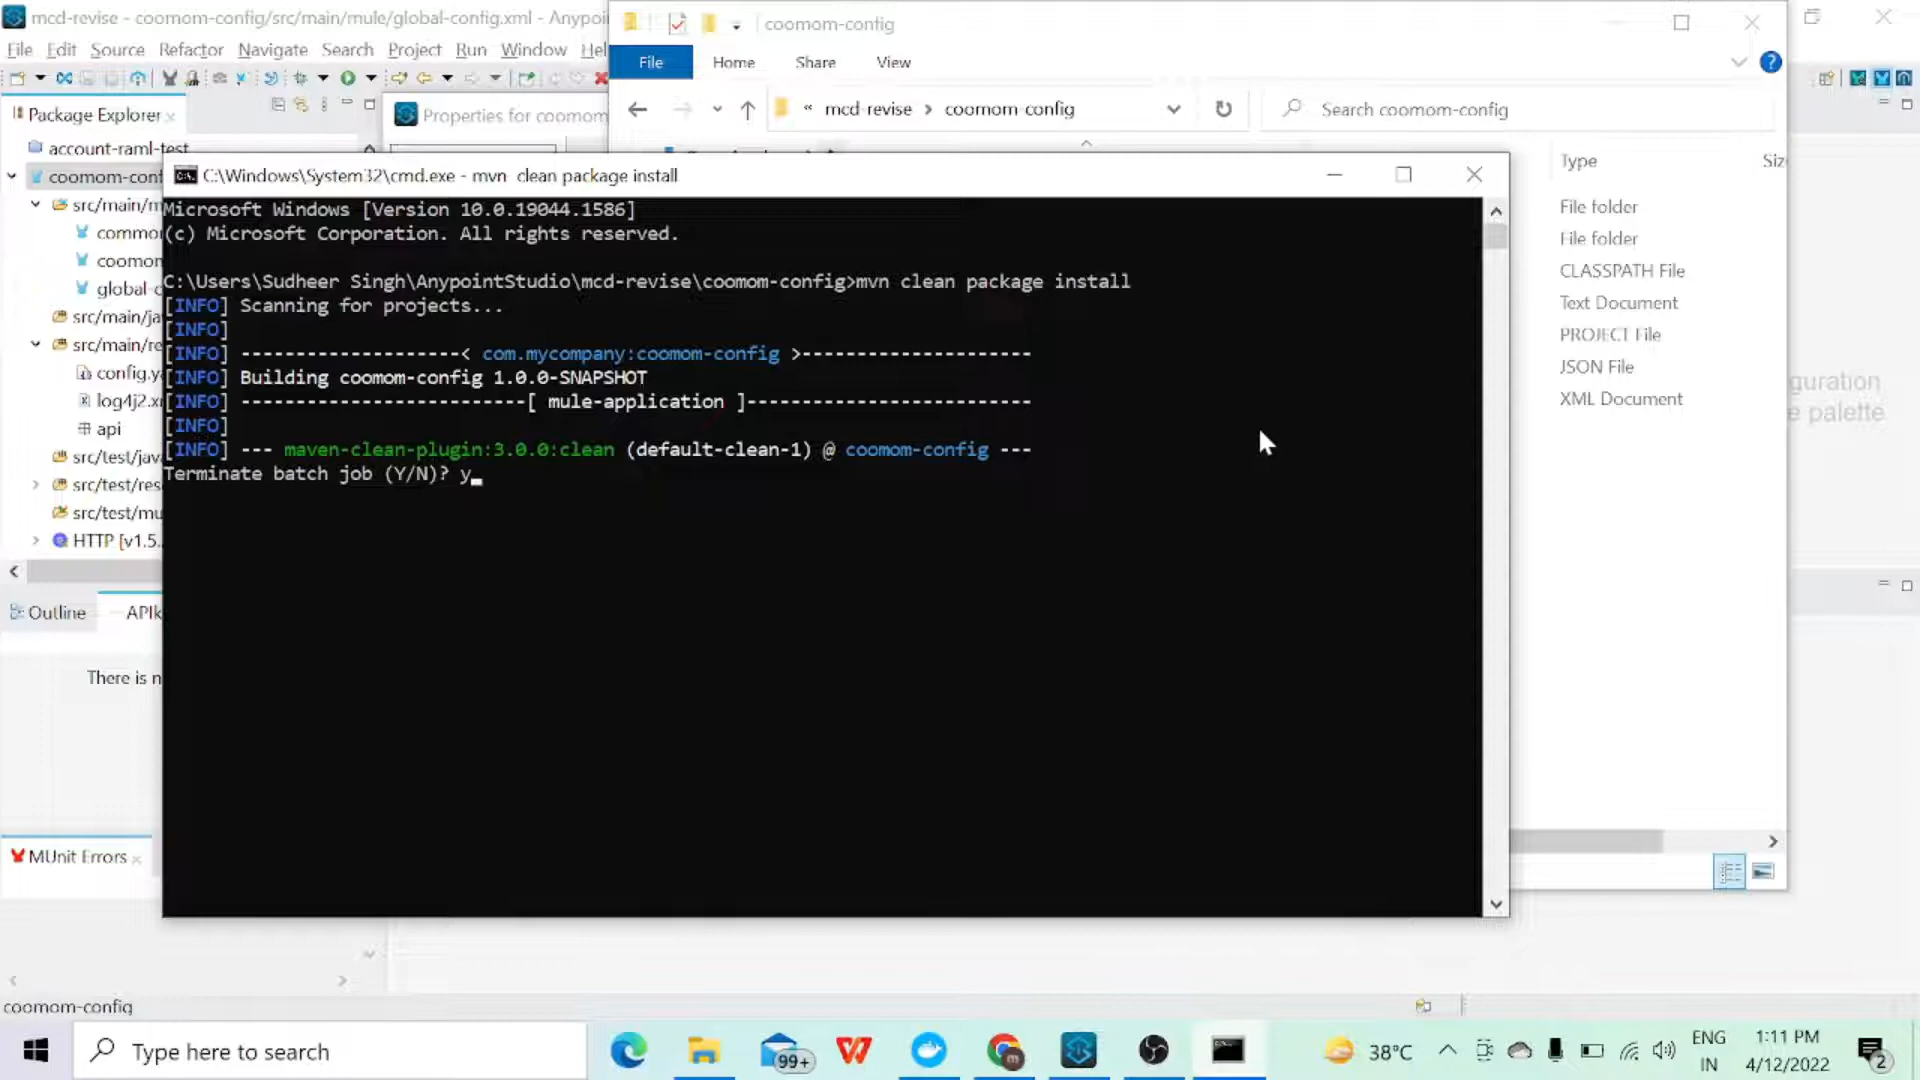 mcd-revise - coomom-config/src/main/mule/global-config.xml - Anypoi
File Edit Source Refactor Navigate Search Project Run Window Hel
Package Explorer
account-raml-test
coomom-conf
src/main/m
commo
coomom
global-c
src/main/ja
src/main/re
config.ya
log4j2.x
api
src/test/jav
src/test/res
src/test/mu
HTTP [v1.5.
Outline
APIk
There is n
MUnit Errors
coomom-config
Properties for coomom
coomom-config
File Home Share View
« mcd-revise > coomom-config
Search coomom-config
Type
Siz
File folder
File folder
CLASSPATH File
Text Document
PROJECT File
JSON File
XML Document
guration
e palette
C:\Windows\System32\cmd.exe - mvn clean package install
Microsoft Windows [Version 10.0.19044.1586]
(c) Microsoft Corporation. All rights reserved.
C:\Users\Sudheer Singh\AnypointStudio\mcd-revise\coomom-config>mvn clean package install
[INFO] Scanning for projects...
[INFO]
[INFO] --------------------< com.mycompany:coomom-config >---------------------
[INFO] Building coomom-config 1.0.0-SNAPSHOT
[INFO] --------------------------[ mule-application ]--------------------------
[INFO]
[INFO] --- maven-clean-plugin:3.0.0:clean (default-clean-1) @ coomom-config ---
Terminate batch job (Y/N)? y
Type here to search
99+
38°C
ENG
IN
1:11 PM
4/12/2022
2